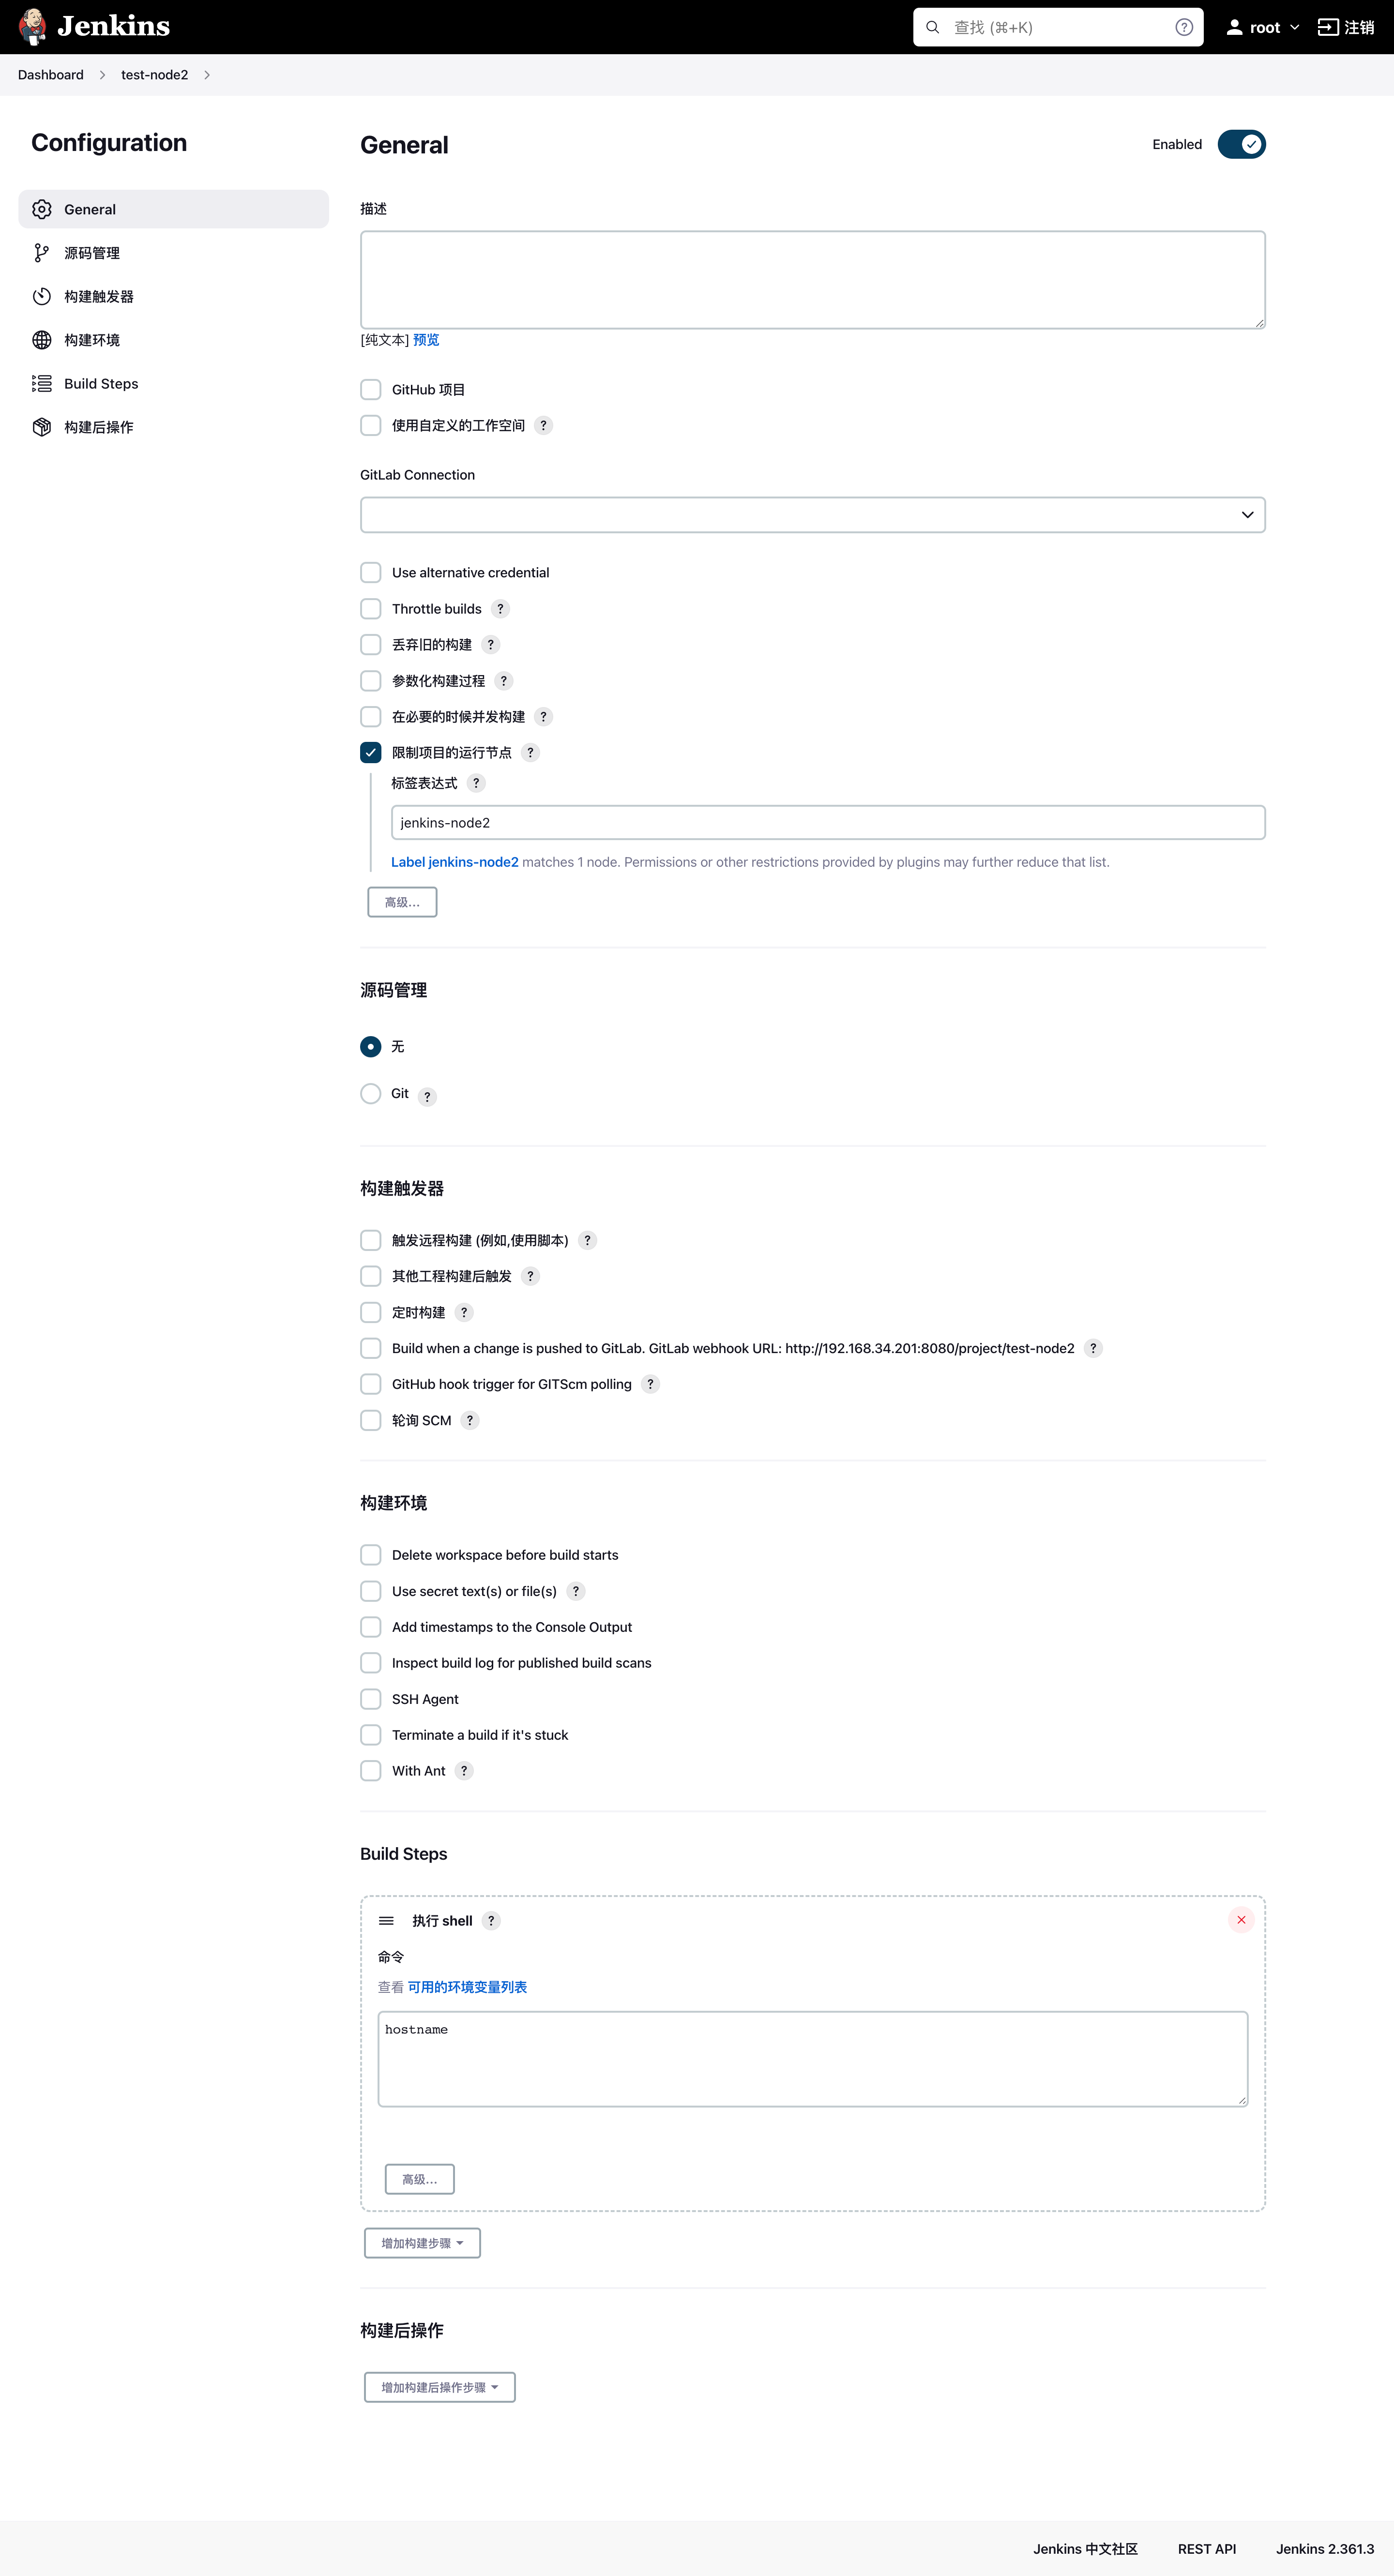 Jenkins
查找 (⌘+K)
root
注销
Dashboard
test-node2
Configuration
General
源码管理
构建触发器
构建环境
Build Steps
构建后操作
General
Enabled
描述
[纯文本] 预览
GitHub 项目
使用自定义的工作空间 ?
GitLab Connection
Use alternative credential
Throttle builds ?
丢弃旧的构建 ?
参数化构建过程 ?
在必要的时候并发构建 ?
限制项目的运行节点 ?
标签表达式 ?
jenkins-node2
Label jenkins-node2 matches 1 node. Permissions or other restrictions provided by plugins may further reduce that list.
高级...
源码管理
无
Git ?
构建触发器
触发远程构建 (例如,使用脚本) ?
其他工程构建后触发 ?
定时构建 ?
Build when a change is pushed to GitLab. GitLab webhook URL: http://192.168.34.201:8080/project/test-node2 ?
GitHub hook trigger for GITScm polling ?
轮询 SCM ?
构建环境
Delete workspace before build starts
Use secret text(s) or file(s) ?
Add timestamps to the Console Output
Inspect build log for published build scans
SSH Agent
Terminate a build if it's stuck
With Ant ?
Build Steps
执行 shell ?
命令
查看 可用的环境变量列表
hostname
高级...
增加构建步骤
构建后操作
增加构建后操作步骤
Jenkins 中文社区
REST API
Jenkins 2.361.3